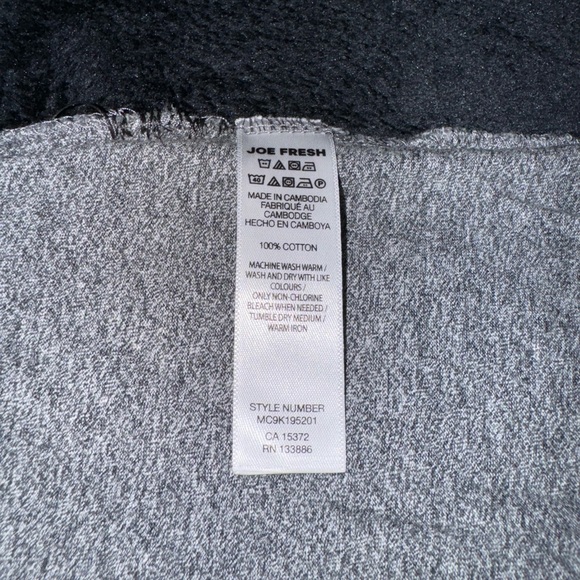 JOE FRESH
40 P
MADE IN CAMBODIA
FABRIQUÉ AU
CAMBODGE
HECHO EN CAMBOYA
100% COTTON
MACHINE WASH WARM /
WASH AND DRY WITH LIKE
COLOURS /
ONLY NON-CHLORINE
BLEACH WHEN NEEDED /
TUMBLE DRY MEDIUM /
WARM IRON
STYLE NUMBER
MC9K195201
CA 15372
RN 133886